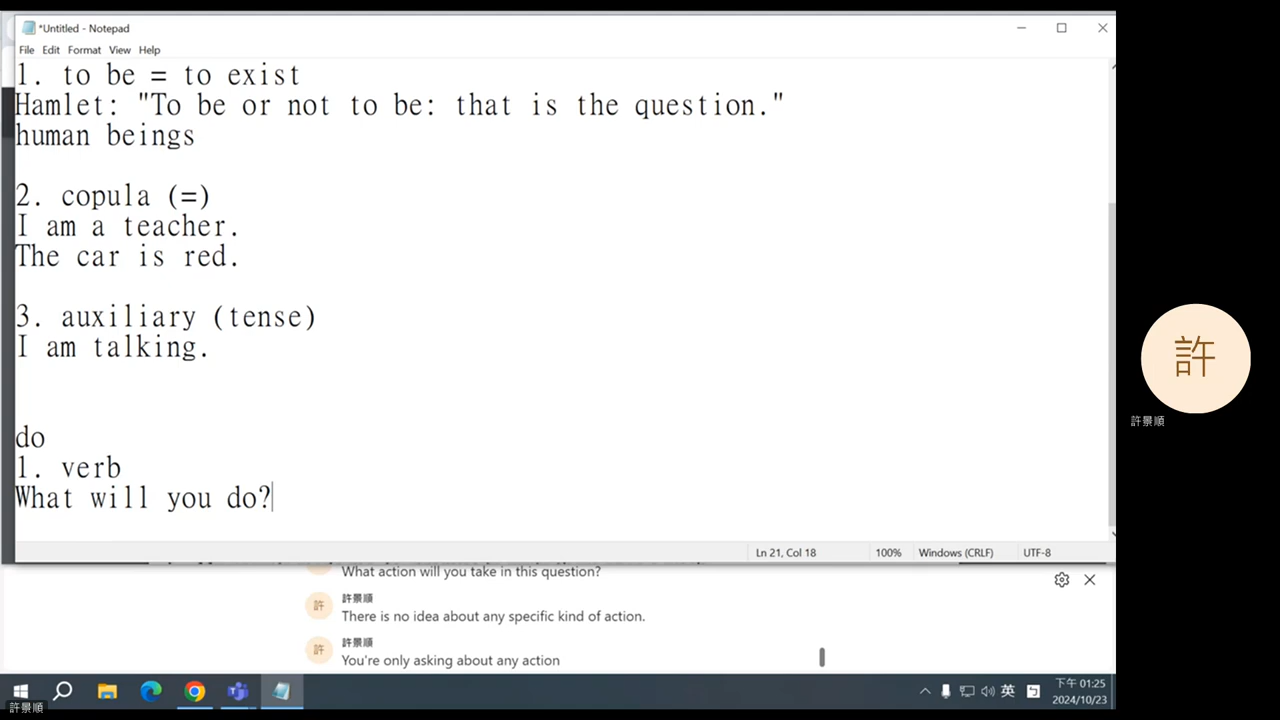 *Untitled - Notepad
File Edit Format View Help
1. to be = to exist
Hamlet: "To be or not to be: that is the question."
human beings
2. copula (=)
I am a teacher.
The car is red.
3. auxiliary (tense)
I am talking.
do
1. verb
What will you do?
Ln 21, Col 18 100% Windows (CRLF) UTF-8
What action will you take in this question?
許景順
許 There is no idea about any specific kind of action.
許景順
許 You're only asking about any action
許
許景順
英 下午 01:25
2024/10/23
許景順